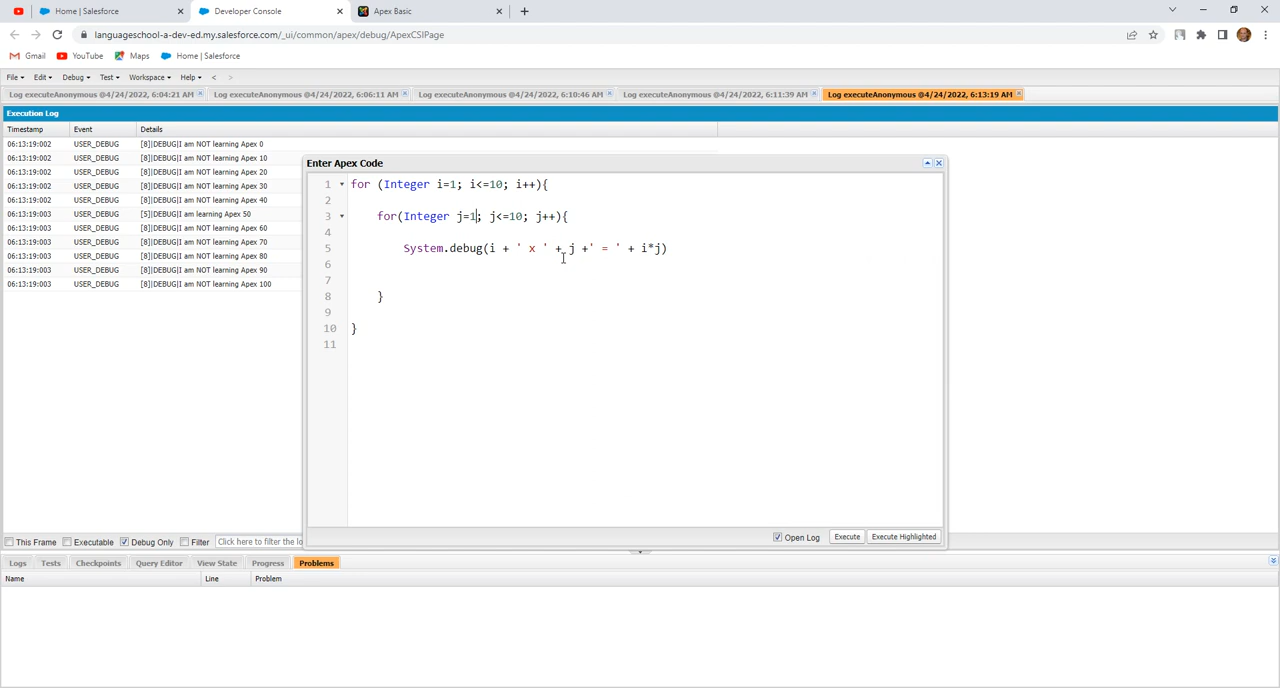 Home | Salesforce
Developer Console
Apex Basic
languageschool-a-dev-ed.my.salesforce.com/_ui/common/apex/debug/ApexCSIPage
Gmail YouTube Maps Home | Salesforce
File Edit Debug Test Workspace Help < >
Log executeAnonymous @4/24/2022, 6:04:21 AM
Log executeAnonymous @4/24/2022, 6:06:11 AM
Log executeAnonymous @4/24/2022, 6:10:46 AM
Log executeAnonymous @4/24/2022, 6:11:39 AM
Log executeAnonymous @4/24/2022, 6:13:19 AM
Execution Log
Timestamp Event Details
06:13:19:002 USER_DEBUG [8]|DEBUG|I am NOT learning Apex 0
06:13:19:002 USER_DEBUG [8]|DEBUG|I am NOT learning Apex 10
06:13:19:002 USER_DEBUG [8]|DEBUG|I am NOT learning Apex 20
06:13:19:002 USER_DEBUG [8]|DEBUG|I am NOT learning Apex 30
06:13:19:002 USER_DEBUG [8]|DEBUG|I am NOT learning Apex 40
06:13:19:003 USER_DEBUG [5]|DEBUG|I am learning Apex 50
06:13:19:003 USER_DEBUG [8]|DEBUG|I am NOT learning Apex 60
06:13:19:003 USER_DEBUG [8]|DEBUG|I am NOT learning Apex 70
06:13:19:003 USER_DEBUG [8]|DEBUG|I am NOT learning Apex 80
06:13:19:003 USER_DEBUG [8]|DEBUG|I am NOT learning Apex 90
06:13:19:003 USER_DEBUG [8]|DEBUG|I am NOT learning Apex 100
Enter Apex Code
1 for (Integer i=1; i<=10; i++){
2
3 for(Integer j=1; j<=10; j++){
4
5 System.debug(i + ' x ' + j +' = ' + i*j)
6
7
8 }
9
10 }
11
Open Log Execute Execute Highlighted
This Frame Executable Debug Only Filter Click here to filter the lo
Logs Tests Checkpoints Query Editor View State Progress Problems
Name Line Problem